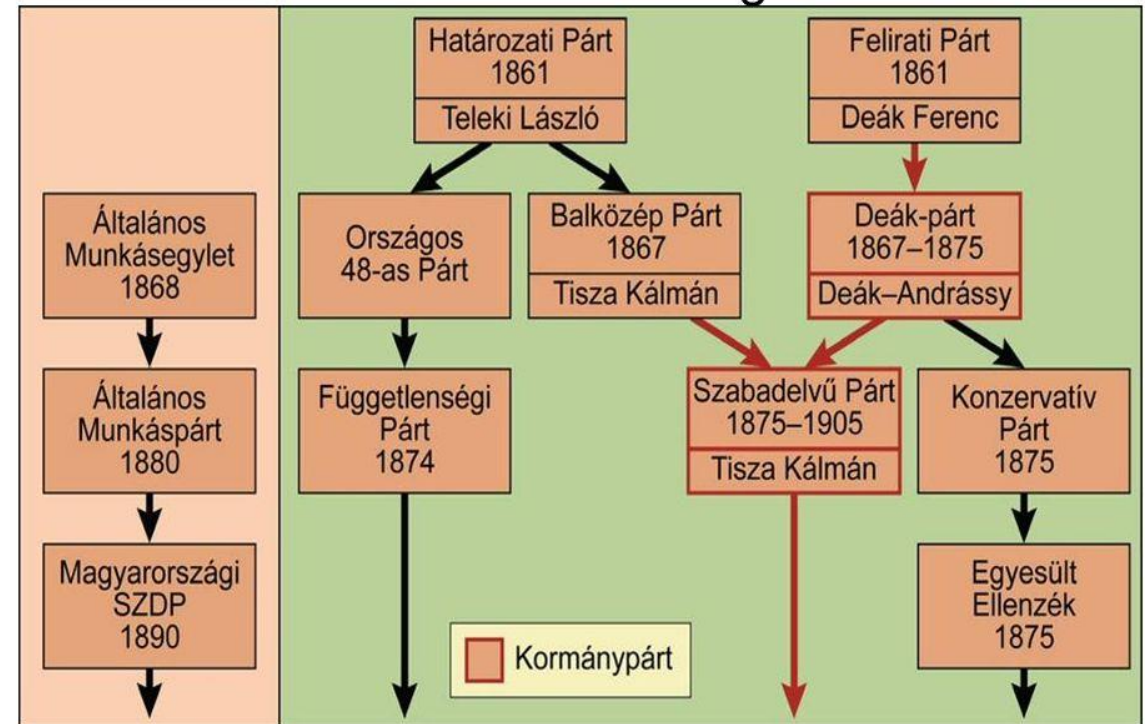 Határozati Párt
1861
Teleki László
Felirati Párt
1861
Deák Ferenc
Általános
Munkásegylet
1868
Országos
48-as Párt
Balközép Párt
1867
Tisza Kálmán
Deák-párt
1867–1875
Deák–Andrássy
Általános
Munkáspárt
1880
Függetlenségi
Párt
1874
Szabadelvű Párt
1875–1905
Tisza Kálmán
Konzervatív
Párt
1875
Magyarországi
SZDP
1890
Egyesült
Ellenzék
1875
Kormánypárt